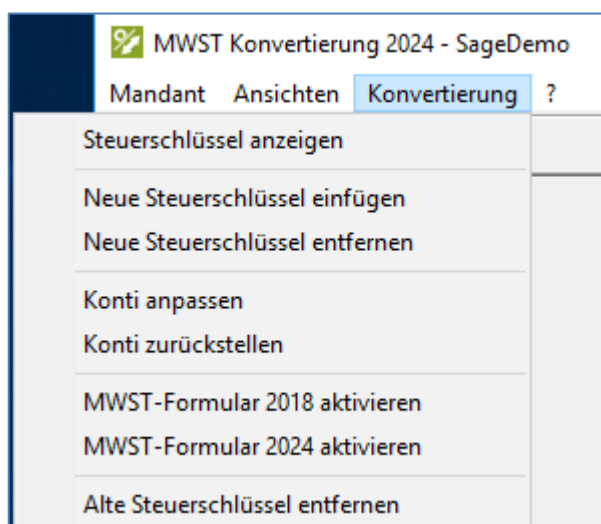 MWST Konvertierung 2024 - SageDemo
Mandant Ansichten Konvertierung ?
Steuerschlüssel anzeigen
Neue Steuerschlüssel einfügen
Neue Steuerschlüssel entfernen
Konti anpassen
Konti zurückstellen
MWST-Formular 2018 aktivieren
MWST-Formular 2024 aktivieren
Alte Steuerschlüssel entfernen